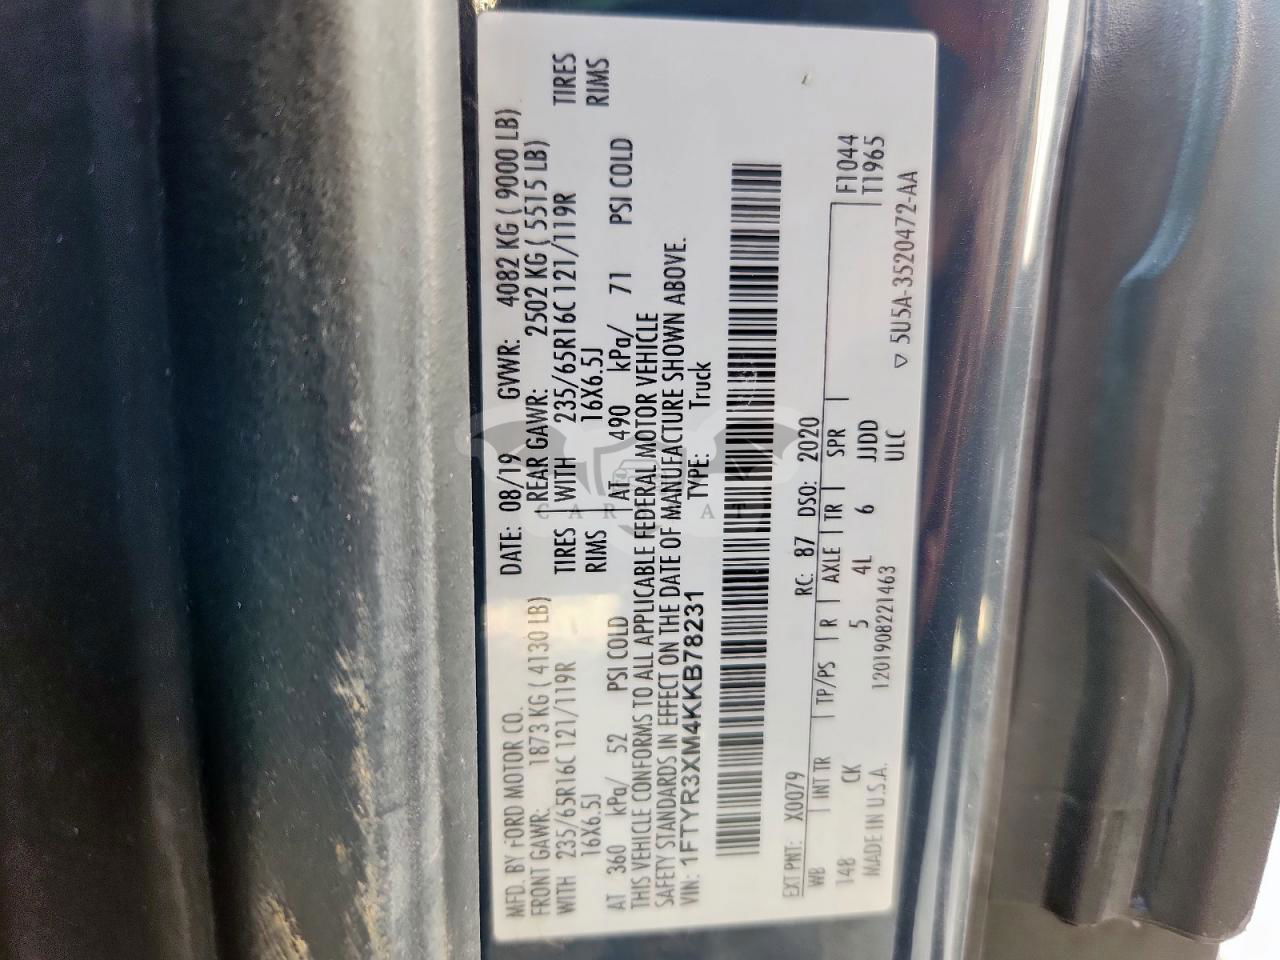 MFD. BY FORD MOTOR CO.
DATE: 08/19 GVWR: 4082 KG ( 9000 LB)
FRONT GAWR: 1873 KG ( 4130 LB)
REAR GAWR: 2502 KG ( 5515 LB)
WITH 235/65R16C 121/119R TIRES
WITH 235/65R16C 121/119R TIRES
16X6.5J RIMS
16X6.5J RIMS
AT 360 kPa/ 52 PSI COLD
AT 490 kPa/ 71 PSI COLD
THIS VEHICLE CONFORMS TO ALL APPLICABLE FEDERAL MOTOR VEHICLE
SAFETY STANDARDS IN EFFECT ON THE DATE OF MANUFACTURE SHOWN ABOVE.
VIN: 1FTYR3XM4KKB78231 TYPE: Truck
EXT PNT: X0079 RC: 87 DSO: 2020
WB INT TR TP/PS R AXLE TR SPR F1044
148 CK 5 4L 6 JJDD T1965
MADE IN U.S.A. 1201908221463 ULC
▽ 5U5A-3520472-AA